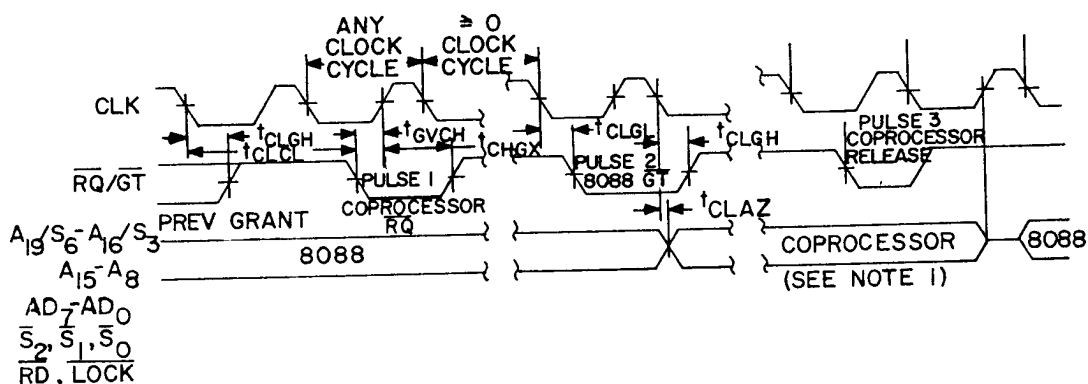 ANY
CLOCK
CYCLE
≥ 0
CLOCK
CYCLE
CLK
tCLGH
tCLCL
tGVCH
tCHGX
tCLGL
tCLGH
PULSE 3
COPROCESSOR
RELEASE
RQ/GT
PULSE 1
COPROCESSOR
RQ
PULSE 2
8088 GT
PREV GRANT
tCLAZ
A19/S6-A16/S3
A15-A8
AD7-AD0
S2, S1, S0
RD, LOCK
8088
COPROCESSOR
(SEE NOTE 1)
8088